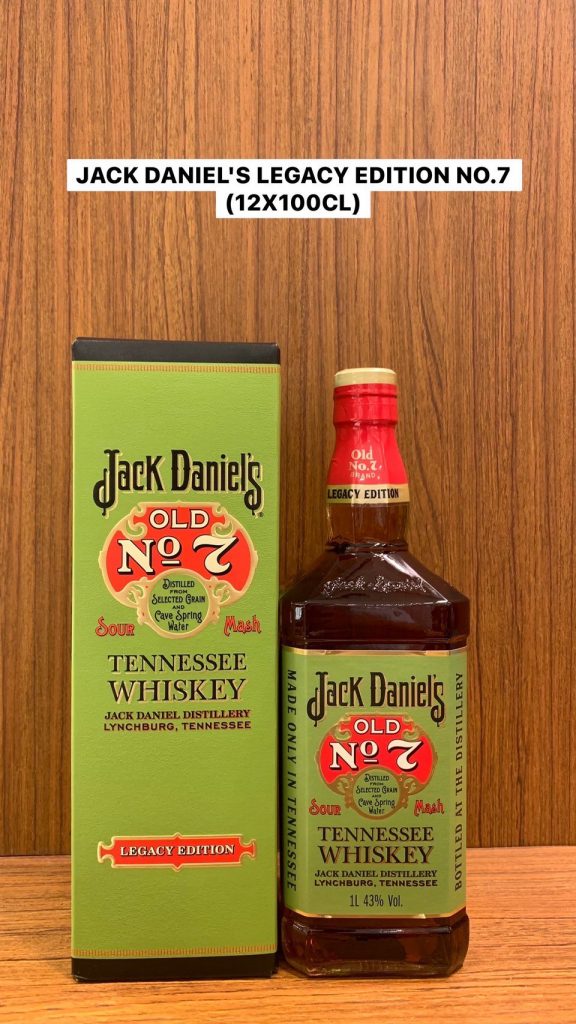 JACK DANIEL'S LEGACY EDITION NO.7
(12X100CL)
Jack Daniel's
OLD
No 7
DISTILLED
FROM
SELECTED GRAIN
AND
CAVE SPRING
WATER
SOUR MASH
TENNESSEE
WHISKEY
JACK DANIEL DISTILLERY
LYNCHBURG, TENNESSEE
LEGACY EDITION
Old
No.7
BRAND
LEGACY EDITION
Jack Daniel
MADE ONLY IN TENNESSEE
Jack Daniel's
OLD
No 7
DISTILLED
FROM
SELECTED GRAIN
AND
CAVE SPRING
WATER
SOUR MASH
TENNESSEE
WHISKEY
JACK DANIEL DISTILLERY
LYNCHBURG, TENNESSEE
1L 43% Vol.
BOTTLED AT THE DISTILLERY